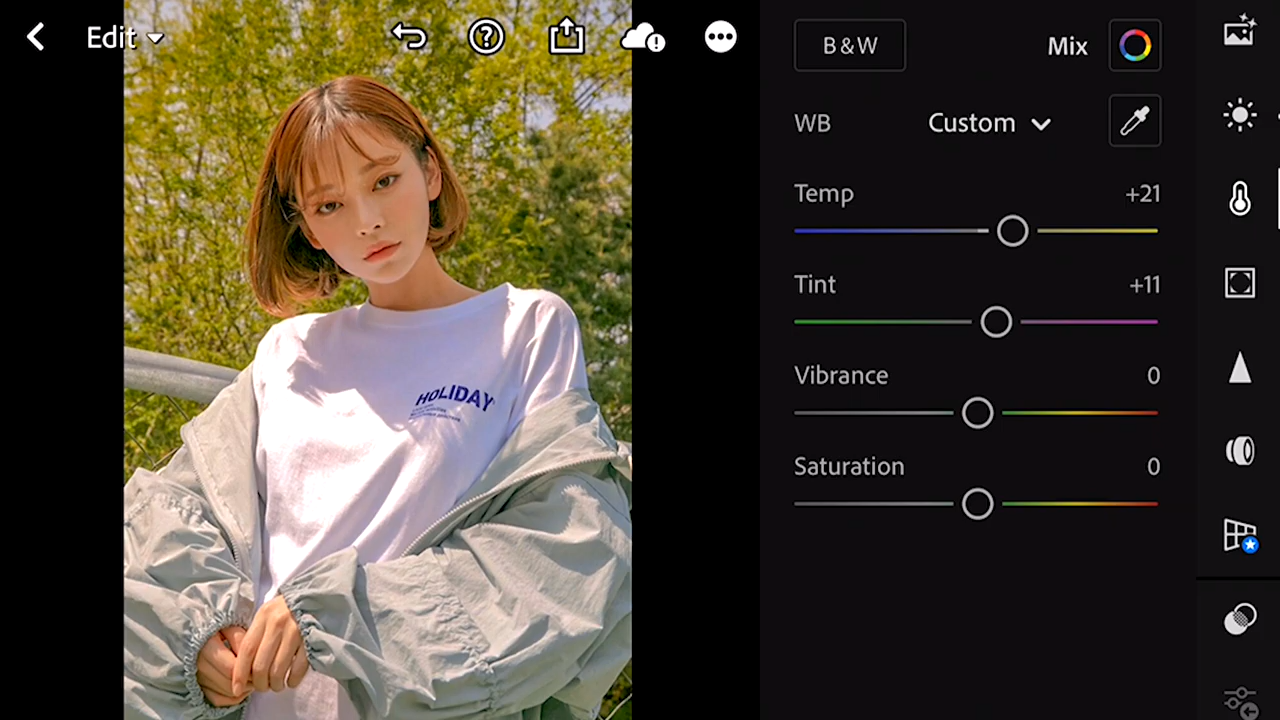 Edit
B&W
Mix
WB
Custom
Temp
+21
Tint
+11
Vibrance
0
Saturation
0
HOLIDAY